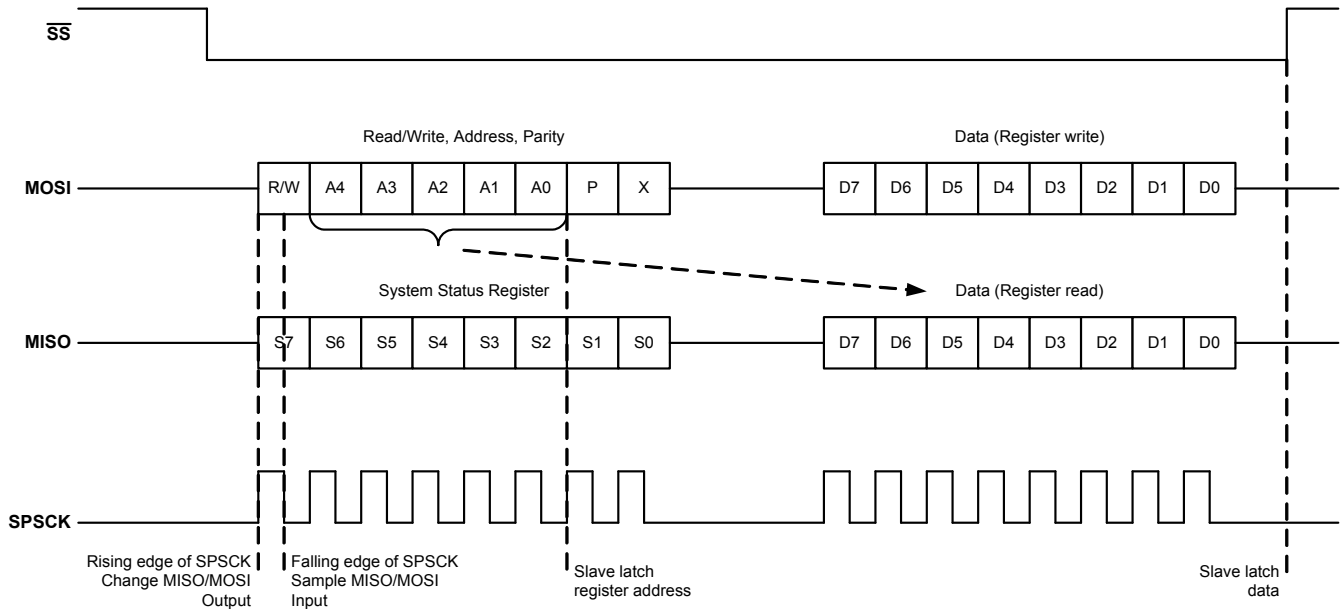 SS
Read/Write, Address, Parity
Data (Register write)
MOSI
R/W A4 A3 A2 A1 A0 P X
D7 D6 D5 D4 D3 D2 D1 D0
System Status Register
Data (Register read)
MISO
S7 S6 S5 S4 S3 S2 S1 S0
D7 D6 D5 D4 D3 D2 D1 D0
SPSCK
Rising edge of SPSCK
Change MISO/MOSI
Output
Falling edge of SPSCK
Sample MISO/MOSI
Input
Slave latch
register address
Slave latch
data